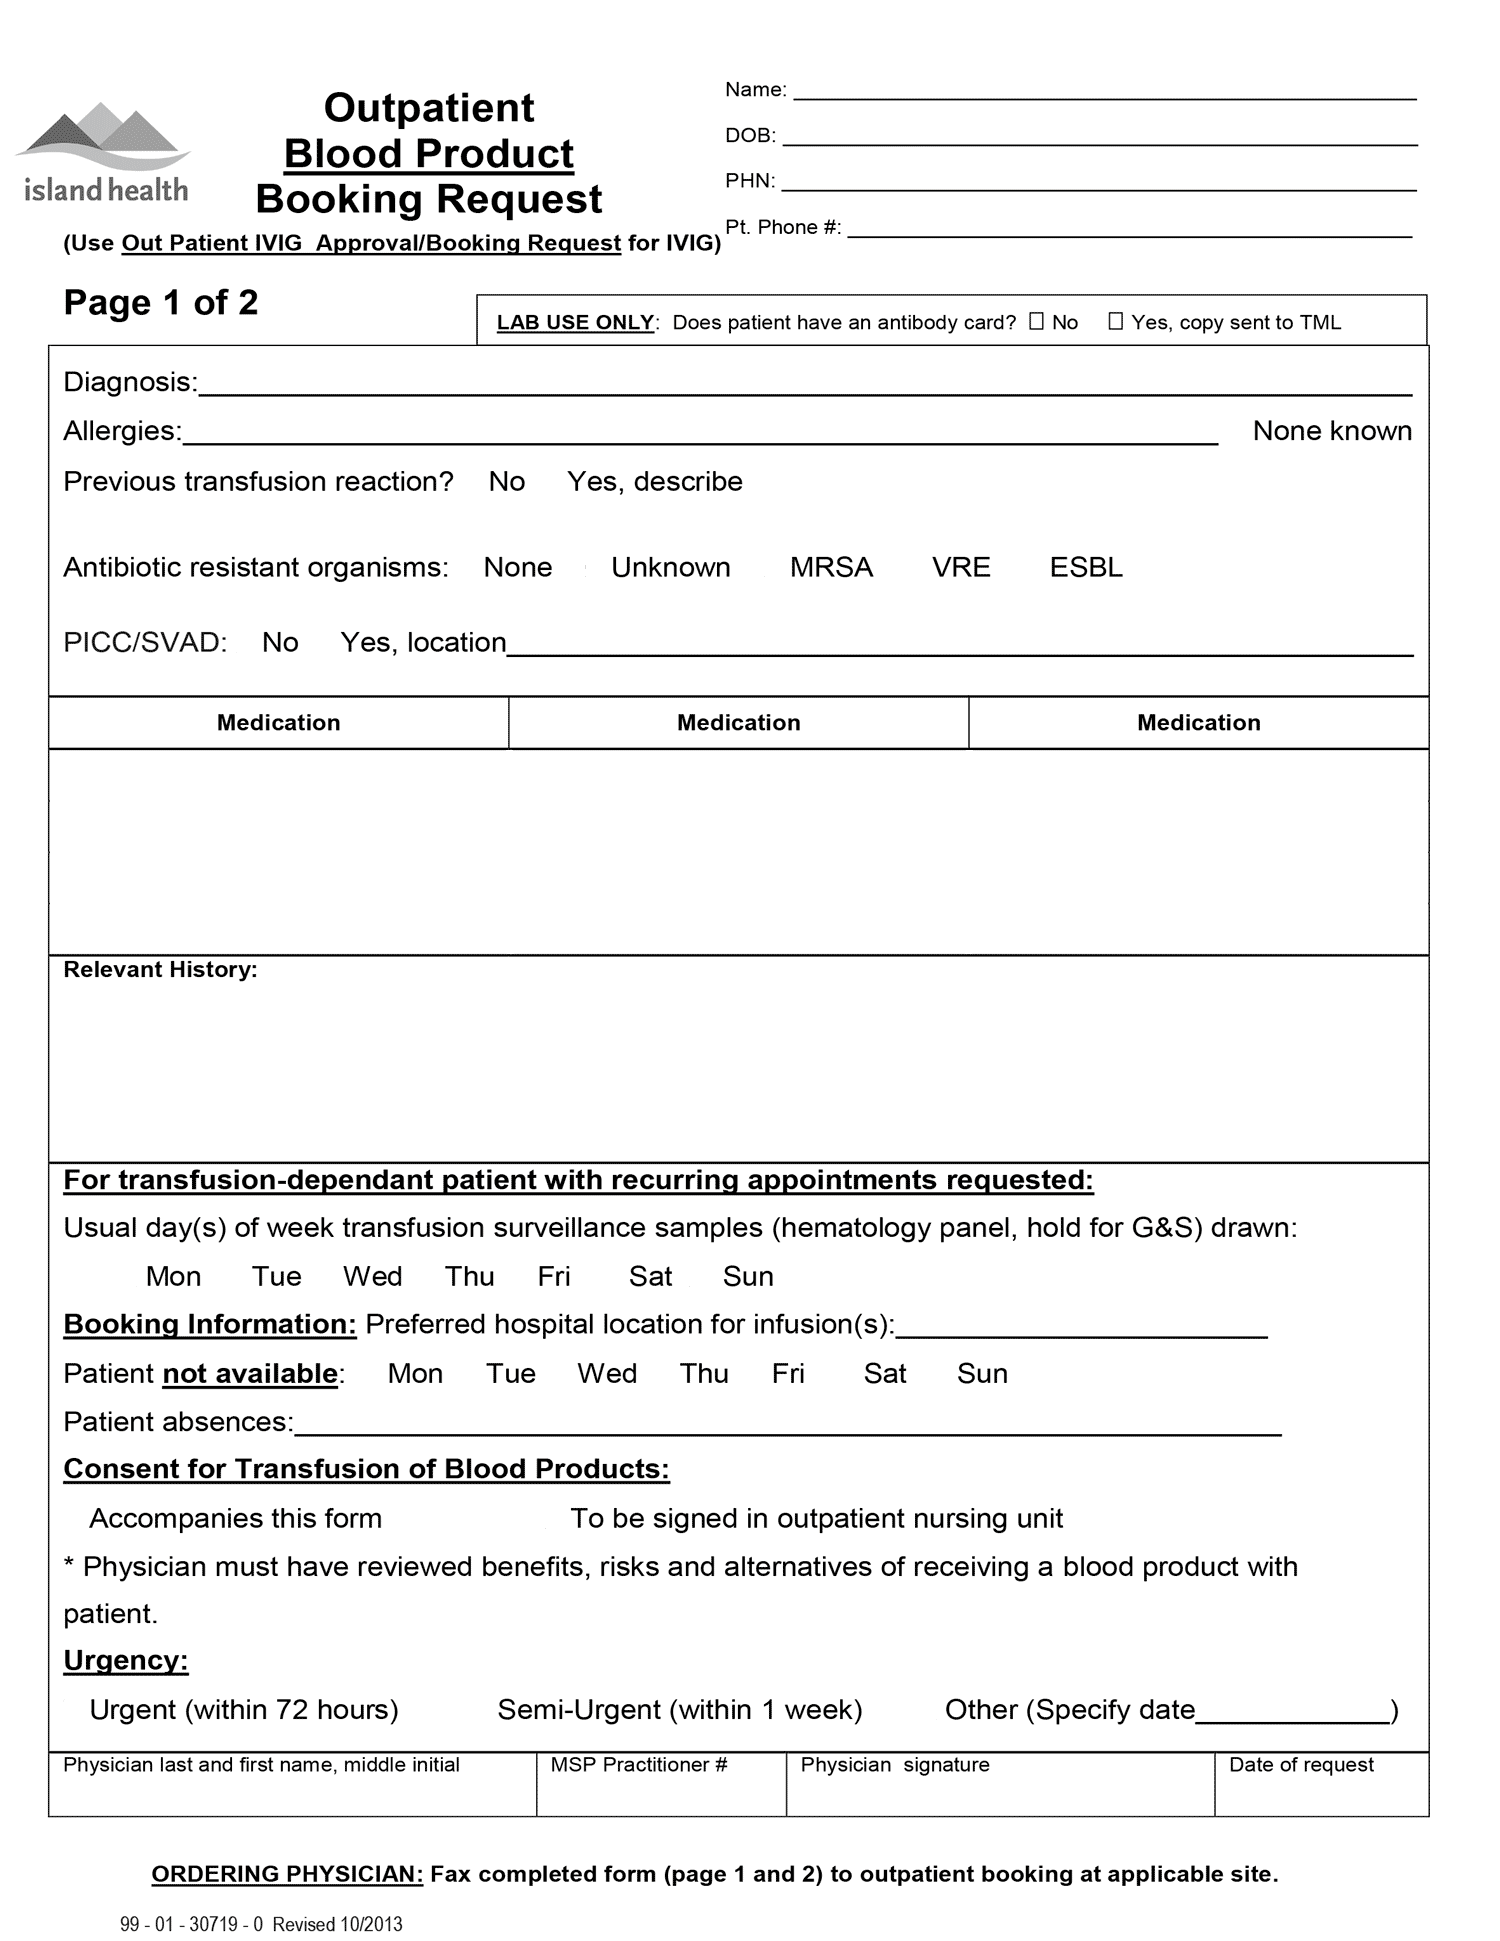 island health
Outpatient
Blood Product
Booking Request
(Use Out Patient IVIG  Approval/Booking Request for IVIG)
Name:
DOB:
PHN:
Pt. Phone #:
Page 1 of 2
LAB USE ONLY:  Does patient have an antibody card? ☐ No  ☐ Yes, copy sent to TML
Diagnosis:
Allergies: None known
Previous transfusion reaction? No Yes, describe
Antibiotic resistant organisms: None Unknown MRSA VRE ESBL
PICC/SVAD: No Yes, location
Medication Medication Medication
Relevant History:
For transfusion-dependant patient with recurring appointments requested:
Usual day(s) of week transfusion surveillance samples (hematology panel, hold for G&S) drawn:
Mon Tue Wed Thu Fri Sat Sun
Booking Information: Preferred hospital location for infusion(s):
Patient not available: Mon Tue Wed Thu Fri Sat Sun
Patient absences:
Consent for Transfusion of Blood Products:
Accompanies this form To be signed in outpatient nursing unit
* Physician must have reviewed benefits, risks and alternatives of receiving a blood product with
patient.
Urgency:
Urgent (within 72 hours) Semi-Urgent (within 1 week) Other (Specify date____________)
Physician last and first name, middle initial MSP Practitioner # Physician  signature Date of request
ORDERING PHYSICIAN: Fax completed form (page 1 and 2) to outpatient booking at applicable site.
99 - 01 - 30719 - 0  Revised 10/2013